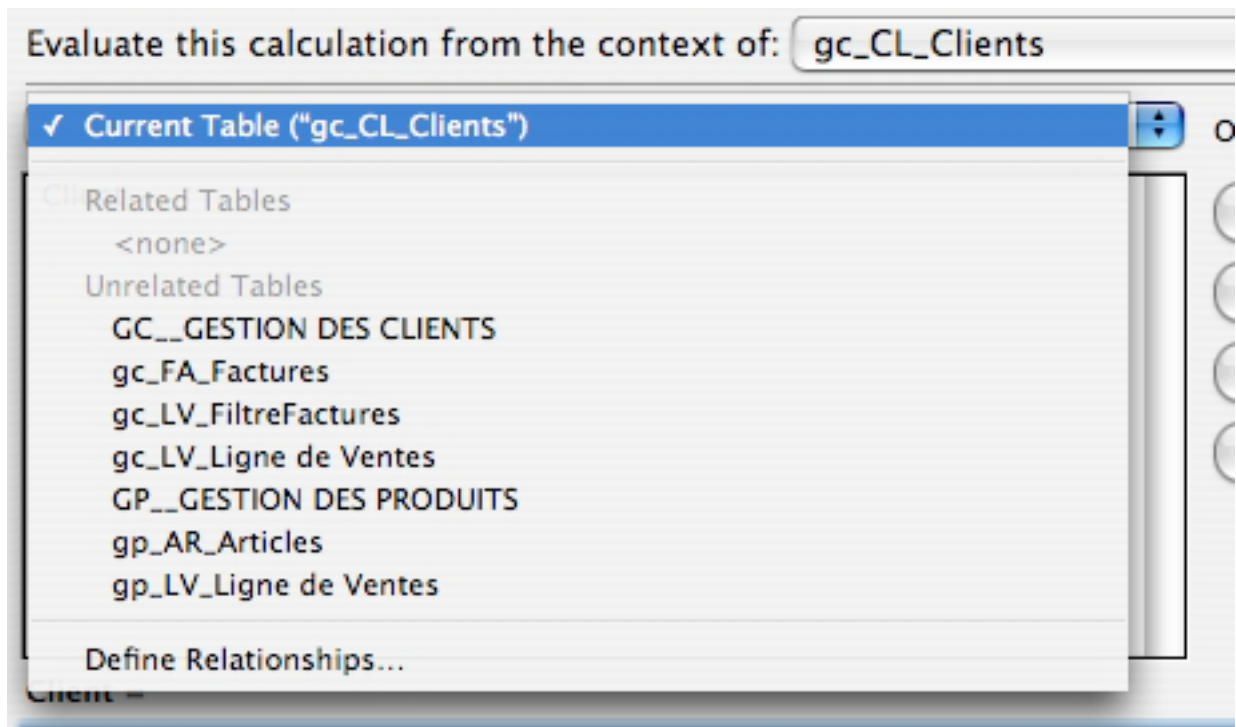 Evaluate this calculation from the context of: gc_CL_Clients
✓ Current Table (“gc_CL_Clients”)
Related Tables
<none>
Unrelated Tables
GC__GESTION DES CLIENTS
gc_FA_Factures
gc_LV_FiltreFactures
gc_LV_Ligne de Ventes
GP__GESTION DES PRODUITS
gp_AR_Articles
gp_LV_Ligne de Ventes
Define Relationships...
Client =